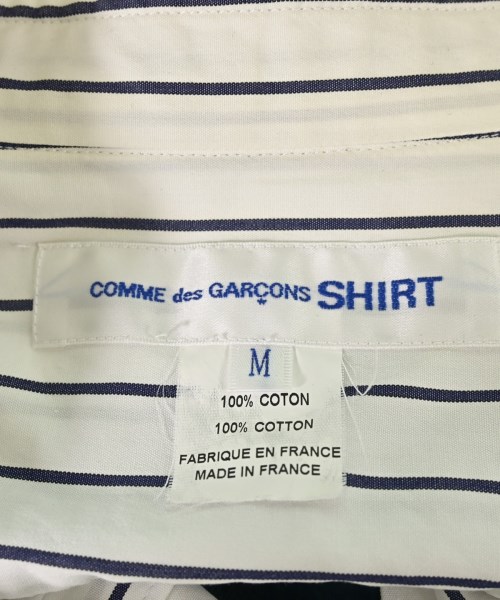 COMME des GARÇONS SHIRT
M
100% COTON
100% COTTON
FABRIQUE EN FRANCE
MADE IN FRANCE